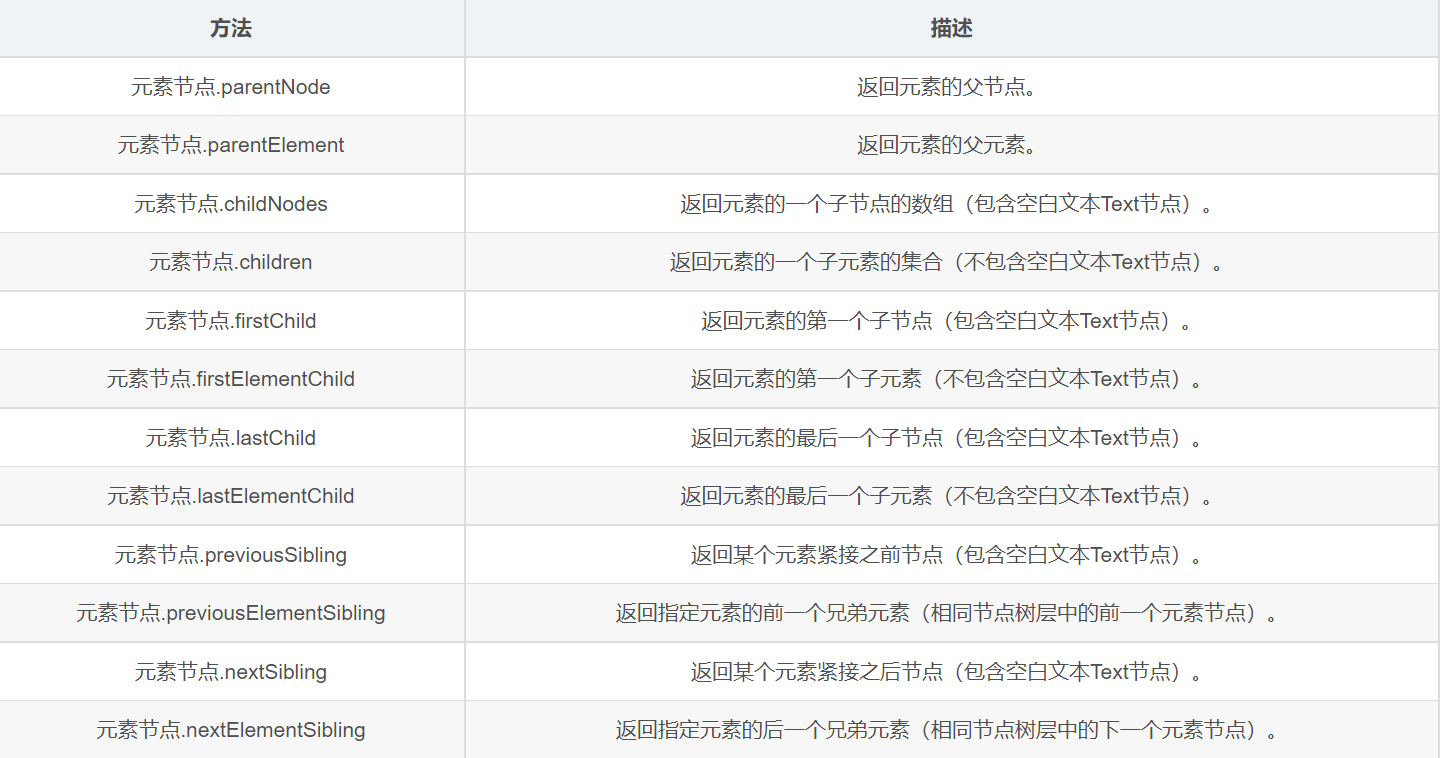 方法 描述
元素节点.parentNode 返回元素的父节点。
元素节点.parentElement 返回元素的父元素。
元素节点.childNodes 返回元素的一个子节点的数组（包含空白文本Text节点）。
元素节点.children 返回元素的一个子元素的集合（不包含空白文本Text节点）。
元素节点.firstChild 返回元素的第一个子节点（包含空白文本Text节点）。
元素节点.firstElementChild 返回元素的第一个子元素（不包含空白文本Text节点）。
元素节点.lastChild 返回元素的最后一个子节点（包含空白文本Text节点）。
元素节点.lastElementChild 返回元素的最后一个子元素（不包含空白文本Text节点）。
元素节点.previousSibling 返回某个元素紧接之前节点（包含空白文本Text节点）。
元素节点.previousElementSibling 返回指定元素的前一个兄弟元素（相同节点树层中的前一个元素节点）。
元素节点.nextSibling 返回某个元素紧接之后节点（包含空白文本Text节点）。
元素节点.nextElementSibling 返回指定元素的后一个兄弟元素（相同节点树层中的下一个元素节点）。